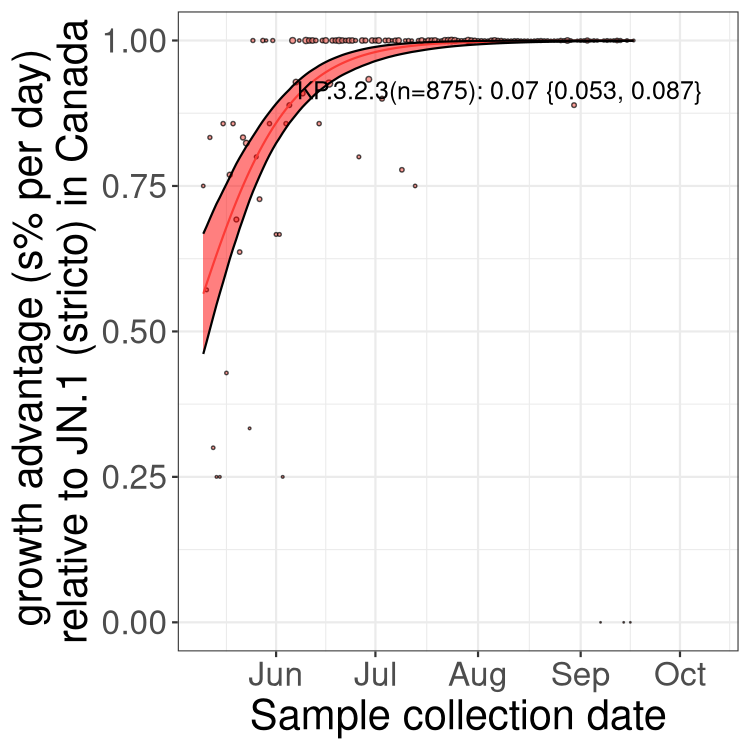 growth advantage (s% per day)
relative to JN.1 (stricto) in Canada
1.00
0.75
0.50
0.25
0.00
KP.3.2.3(n=875): 0.07 {0.053, 0.087}
Jun Jul Aug Sep Oct
Sample collection date